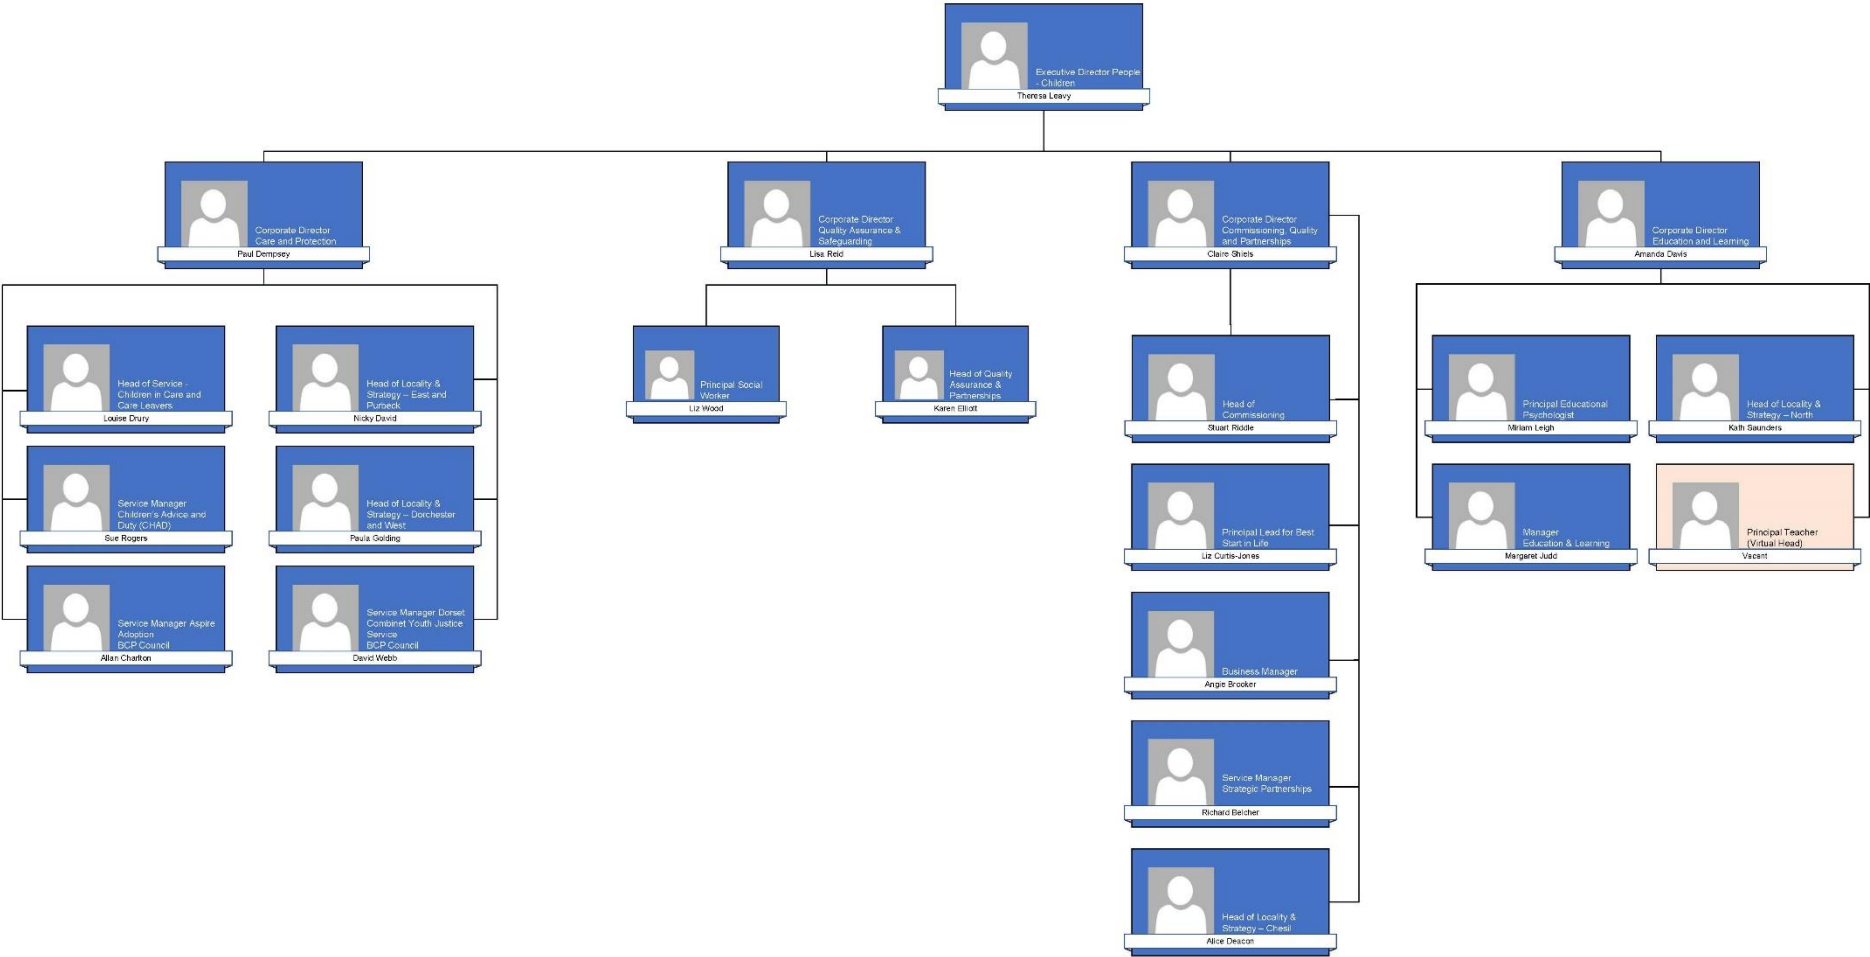 Executive Director People
- Children
Theresa Leavy
Corporate Director
Care and Protection
Paul Dempsey
Corporate Director
Quality Assurance &
Safeguarding
Lisa Reid
Corporate Director
Commissioning, Quality
and Partnerships
Claire Shiels
Corporate Director
Education and Learning
Amanda Davis
Head of Service -
Children in Care and
Care Leavers
Louise Drury
Head of Locality &
Strategy – East and
Purbeck
Nicky David
Service Manager
Children's Advice and
Duty (CHAD)
Sue Rogers
Head of Locality &
Strategy – Dorchester
and West
Paula Golding
Service Manager Aspire
Adoption
BCP Council
Allan Charlton
Service Manager Dorset
Combinet Youth Justice
Service
BCP Council
David Webb
Principal Social
Worker
Liz Wood
Head of Quality
Assurance &
Partnerships
Karen Elliott
Head of
Commissioning
Stuart Riddle
Principal Lead for Best
Start in Life
Liz Curtis-Jones
Business Manager
Angie Brooker
Service Manager
Strategic Partnerships
Richard Belcher
Head of Locality &
Strategy – Chesil
Alice Deacon
Principal Educational
Psychologist
Miriam Leigh
Head of Locality &
Strategy – North
Kath Saunders
Manager
Education & Learning
Margaret Judd
Principal Teacher
(Virtual Head)
Vacant